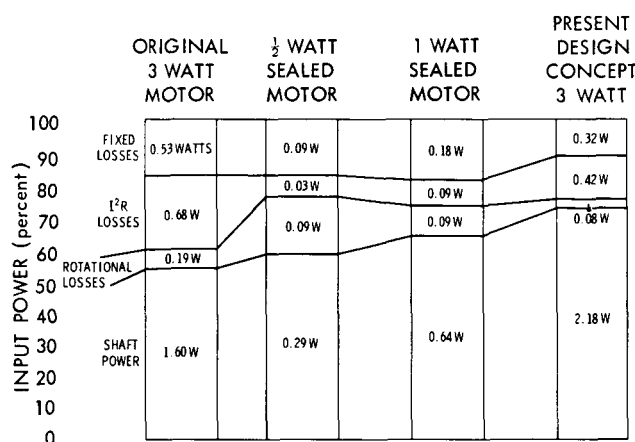 ORIGINAL
3 WATT
MOTOR
½ WATT
SEALED
MOTOR
1 WATT
SEALED
MOTOR
PRESENT
DESIGN
CONCEPT
3 WATT
INPUT POWER (percent)
100
90
80
70
60
50
40
30
20
10
0
FIXED
LOSSES
I²R
LOSSES
ROTATIONAL
LOSSES
SHAFT
POWER
0.53 WATTS
0.09 W
0.18 W
0.32 W
0.68 W
0.03 W
0.09 W
0.42 W
0.19 W
0.09 W
0.09 W
0.08 W
1.60 W
0.29 W
0.64 W
2.18 W